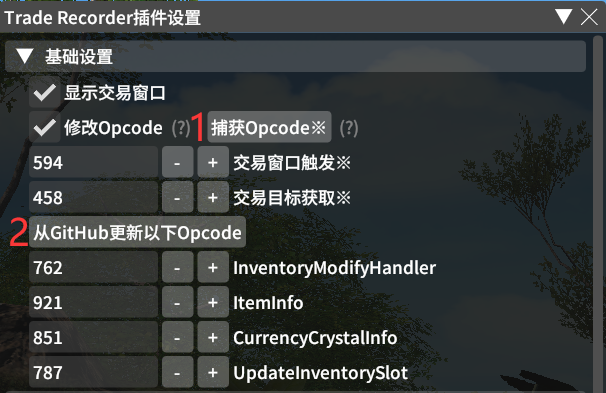 Trade Recorder插件设置
基础设置
显示交易窗口
修改Opcode (?) 1 捕获Opcode※ (?)
594 - + 交易窗口触发※
458 - + 交易目标获取※
2 从GitHub更新以下Opcode
762 - + InventoryModifyHandler
921 - + ItemInfo
851 - + CurrencyCrystalInfo
787 - + UpdateInventorySlot